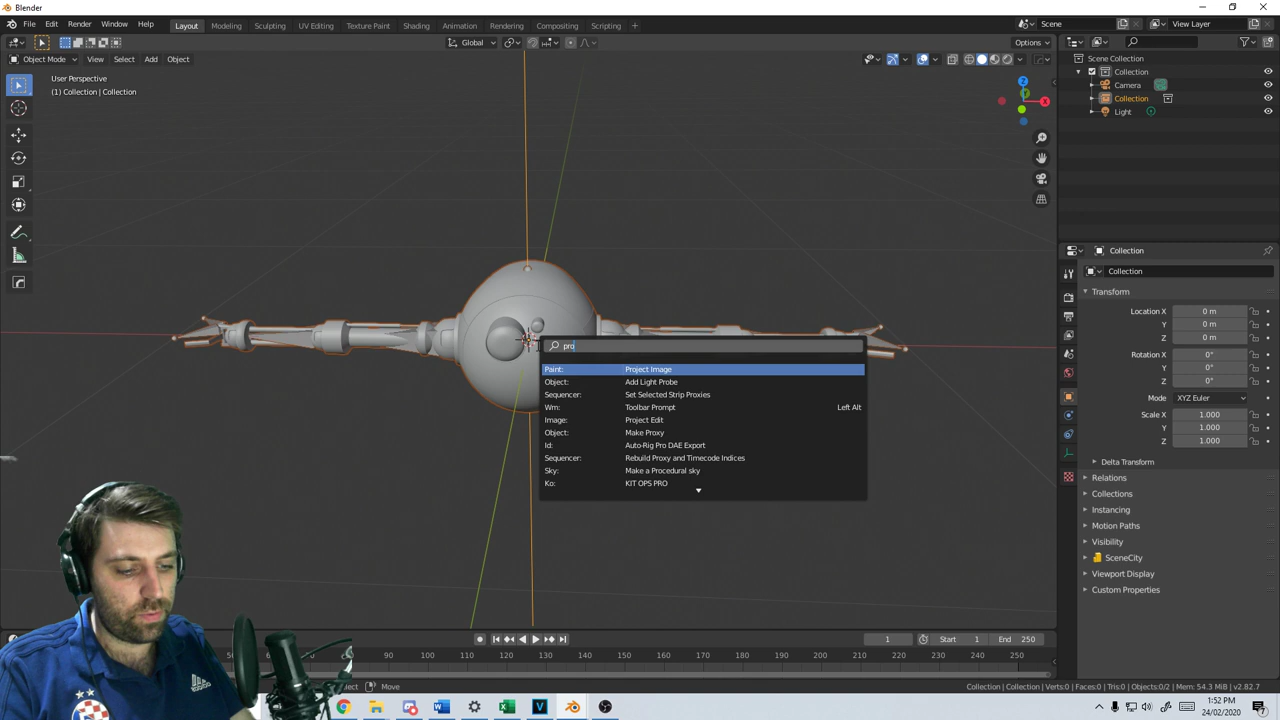 Blender
File Edit Render Window Help Layout Modeling Sculpting UV Editing Texture Paint Shading Animation Rendering Compositing Scripting + Scene View Layer
Global Options
Object Mode View Select Add Object
User Perspective
(1) Collection | Collection
Scene Collection
Collection
Camera
Collection
Light
X
Collection
Collection
Transform
Location X 0 m
Y 0 m
Z 0 m
Rotation X 0°
Y 0°
Z 0°
Mode XYZ Euler
Scale X 1.000
Y 1.000
Z 1.000
Delta Transform
Relations
Collections
Instancing
Motion Paths
Visibility
SceneCity
Viewport Display
Custom Properties
pro
Paint: Project Image
Object: Add Light Probe
Sequencer: Set Selected Strip Proxies
Wm: Toolbar Prompt Left Alt
Image: Project Edit
Object: Make Proxy
Id: Auto-Rig Pro DAE Export
Sequencer: Rebuild Proxy and Timecode Indices
Sky: Make a Procedural sky
Ko: KIT OPS PRO
1 Start 1 End 250
100 110 120 130 140 150 160 170 180 190 200 210 220 230 240 250
Move
Collection | Collection | Verts:0 | Faces:0 | Tris:0 | Objects:0/2 | Mem: 54.3 MiB | v2.82.7
1:52 PM
24/02/2020